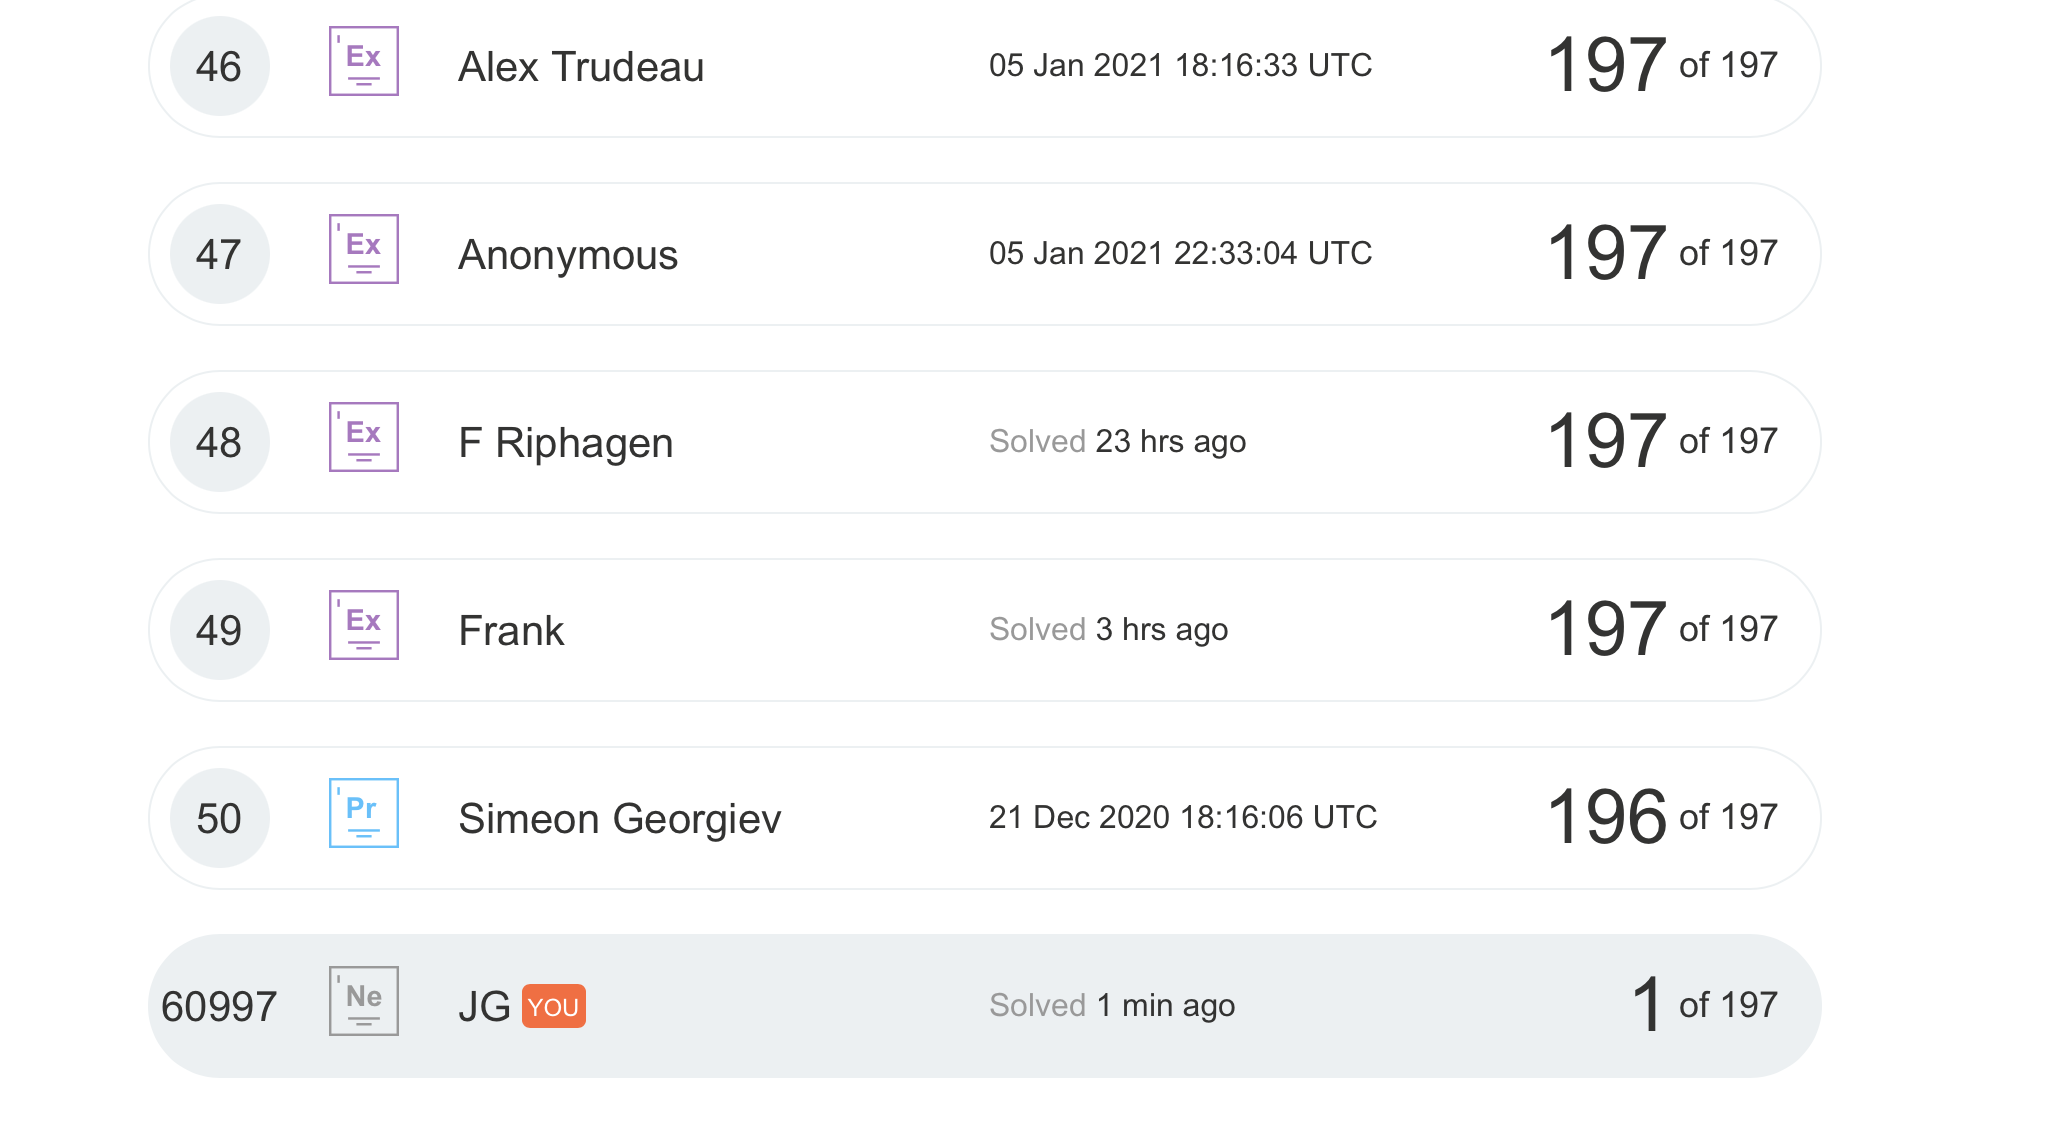 46 Ex Alex Trudeau 05 Jan 2021 18:16:33 UTC 197 of 197
47 Ex Anonymous 05 Jan 2021 22:33:04 UTC 197 of 197
48 Ex F Riphagen Solved 23 hrs ago 197 of 197
49 Ex Frank Solved 3 hrs ago 197 of 197
50 Pr Simeon Georgiev 21 Dec 2020 18:16:06 UTC 196 of 197
60997 Ne JG YOU Solved 1 min ago 1 of 197